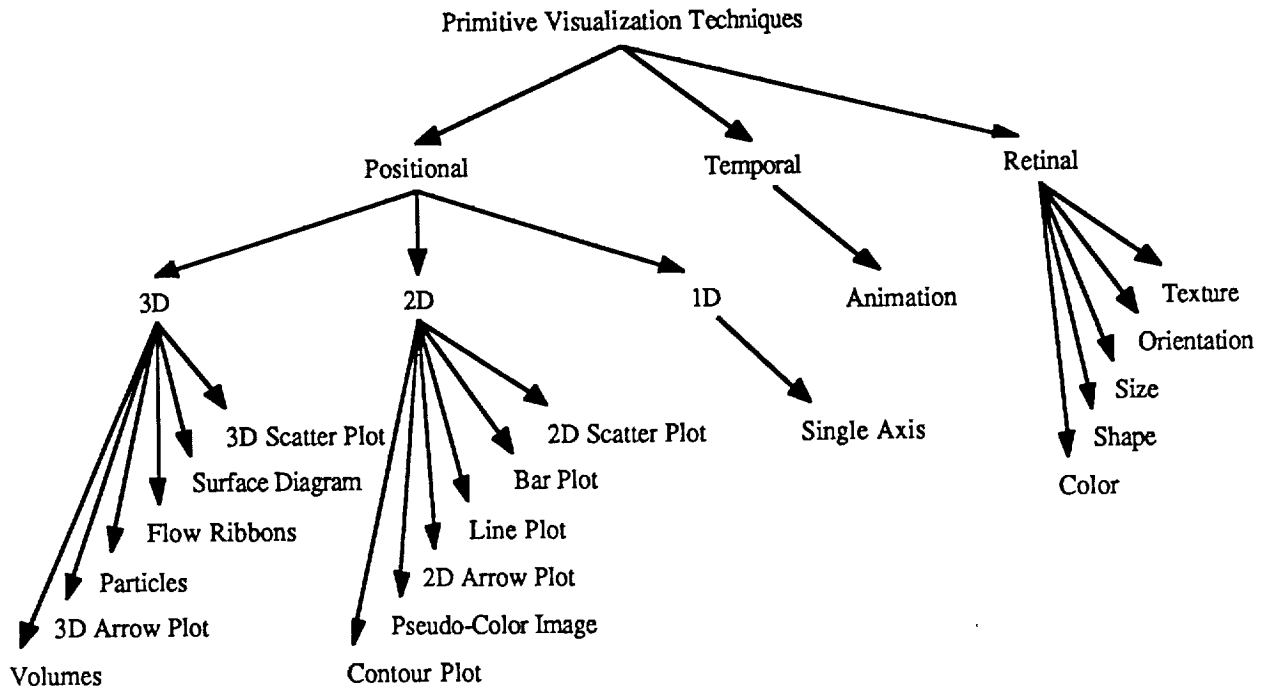 Primitive Visualization Techniques
Positional
Temporal
Retinal
3D
2D
1D
Animation
Texture
Orientation
Size
Shape
Color
3D Scatter Plot
Surface Diagram
Flow Ribbons
Particles
3D Arrow Plot
Volumes
2D Scatter Plot
Bar Plot
Line Plot
2D Arrow Plot
Pseudo-Color Image
Contour Plot
Single Axis